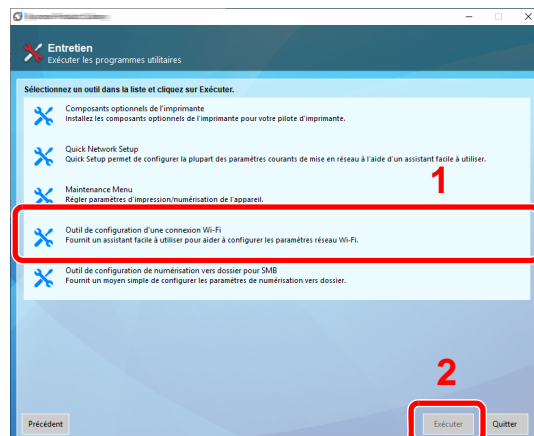 Entretien
Exécuter les programmes utilitaires
Sélectionnez un outil dans la liste et cliquez sur Exécuter.
Composants optionnels de l'imprimante
Installez les composants optionnels de l'imprimante pour votre pilote d'imprimante.
Quick Network Setup
Quick Setup permet de configurer la plupart des paramètres courants de mise en réseau à l'aide d'un assistant facile à utiliser.
1
Maintenance Menu
Régler paramètres d'impression/numérisation de l'appareil.
Outil de configuration d'une connexion Wi-Fi
Fournit un assistant facile à utiliser pour aider à configurer les paramètres réseau Wi-Fi.
Outil de configuration de numérisation vers dossier pour SMB
Fournit un moyen simple de configurer les paramètres de numérisation vers dossier.
2
Précédent
Exécuter
Quitter